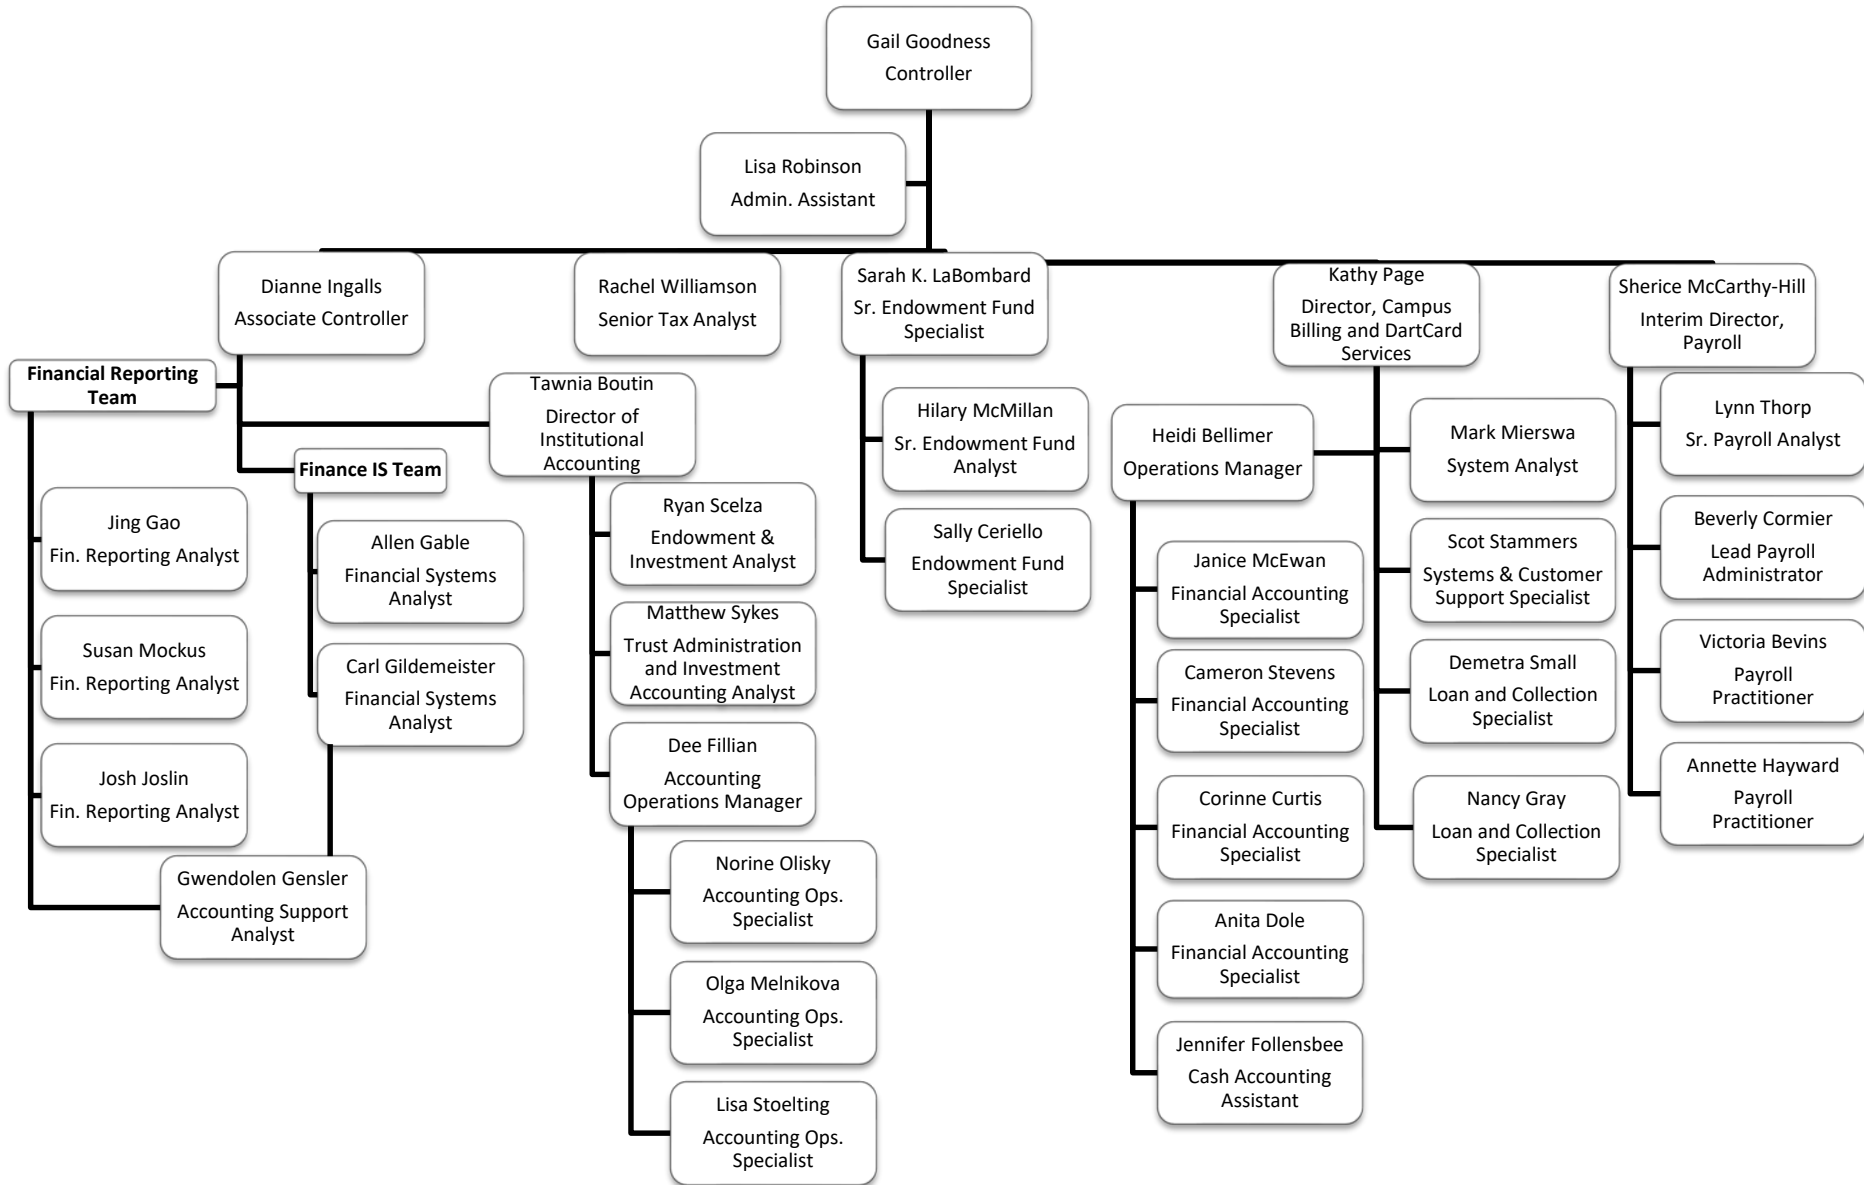 Gail Goodness
Controller
Lisa Robinson
Admin. Assistant
Dianne Ingalls
Associate Controller
Rachel Williamson
Senior Tax Analyst
Sarah K. LaBombard
Sr. Endowment Fund
Specialist
Kathy Page
Director, Campus
Billing and DartCard
Services
Sherice McCarthy-Hill
Interim Director,
Payroll
Financial Reporting
Team
Jing Gao
Fin. Reporting Analyst
Susan Mockus
Fin. Reporting Analyst
Josh Joslin
Fin. Reporting Analyst
Gwendolen Gensler
Accounting Support
Analyst
Finance IS Team
Allen Gable
Financial Systems
Analyst
Carl Gildemeister
Financial Systems
Analyst
Tawnia Boutin
Director of
Institutional
Accounting
Ryan Scelza
Endowment &
Investment Analyst
Matthew Sykes
Trust Administration
and Investment
Accounting Analyst
Dee Fillian
Accounting
Operations Manager
Norine Olisky
Accounting Ops.
Specialist
Olga Melnikova
Accounting Ops.
Specialist
Lisa Stoelting
Accounting Ops.
Specialist
Hilary McMillan
Sr. Endowment Fund
Analyst
Sally Ceriello
Endowment Fund
Specialist
Heidi Bellimer
Operations Manager
Janice McEwan
Financial Accounting
Specialist
Cameron Stevens
Financial Accounting
Specialist
Corinne Curtis
Financial Accounting
Specialist
Anita Dole
Financial Accounting
Specialist
Jennifer Follensbee
Cash Accounting
Assistant
Mark Mierswa
System Analyst
Scot Stammers
Systems & Customer
Support Specialist
Demetra Small
Loan and Collection
Specialist
Nancy Gray
Loan and Collection
Specialist
Lynn Thorp
Sr. Payroll Analyst
Beverly Cormier
Lead Payroll
Administrator
Victoria Bevins
Payroll
Practitioner
Annette Hayward
Payroll
Practitioner